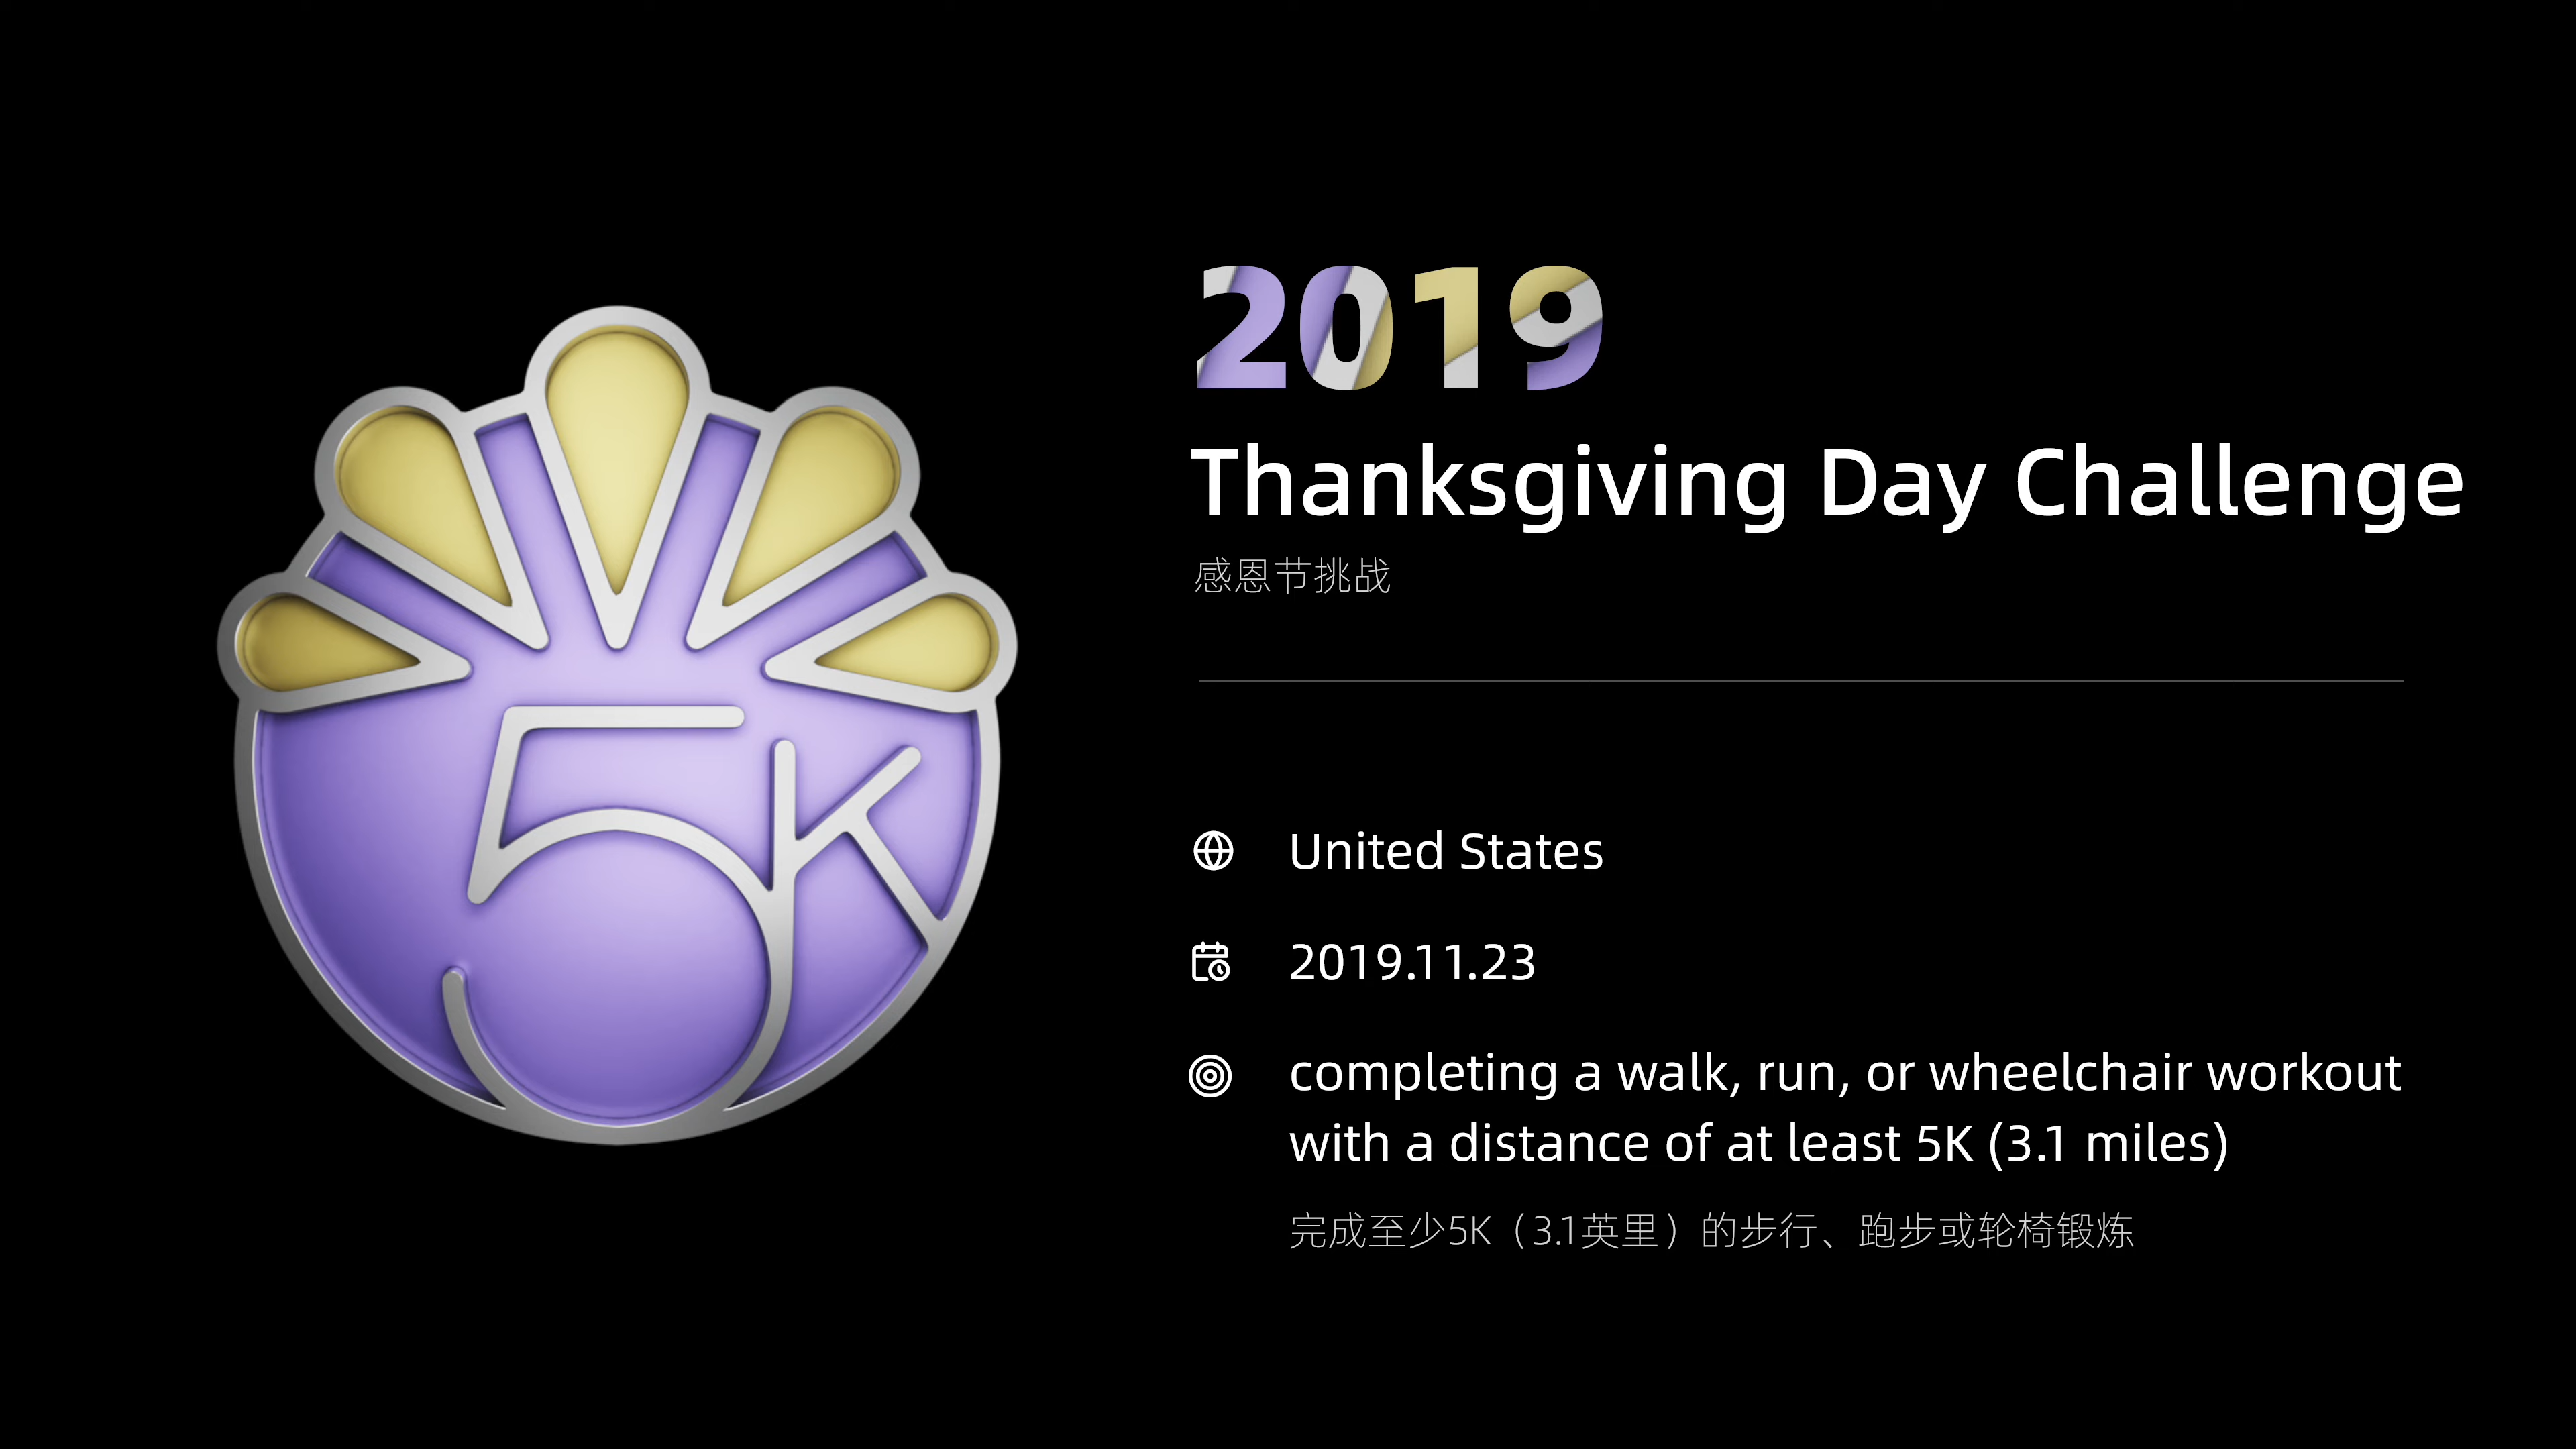 5K
2019
Thanksgiving Day Challenge
感恩节挑战
United States
2019.11.23
completing a walk, run, or wheelchair workout
with a distance of at least 5K (3.1 miles)
完成至少5K（3.1英里）的步行、跑步或轮椅锻炼